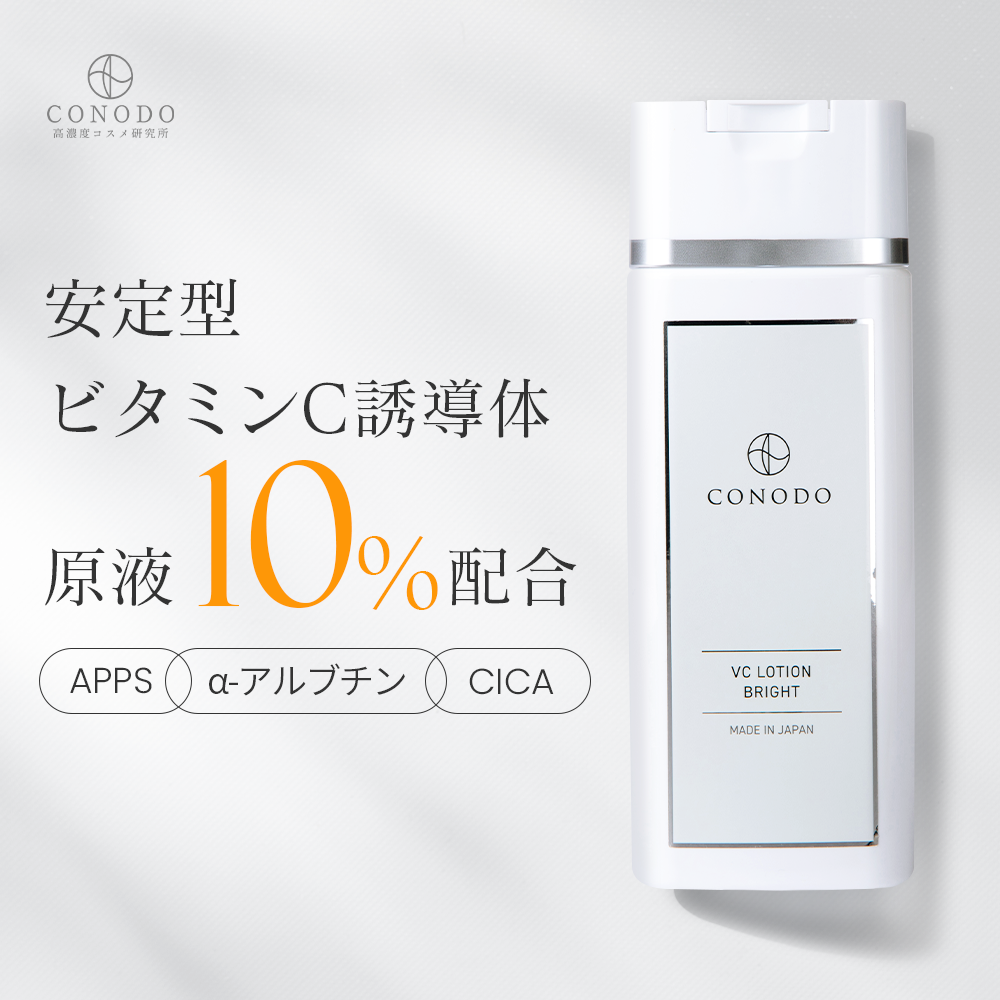 CONODO
高濃度コスメ研究所
安定型
ビタミンC誘導体
原液10%配合
APPS α-アルブチン CICA
CONODO
VC LOTION
BRIGHT
MADE IN JAPAN